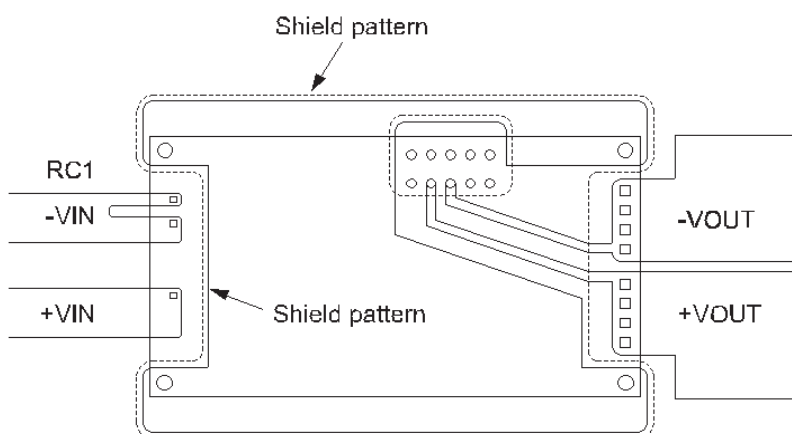 Shield pattern
RC1
-VIN
-VOUT
+VIN
Shield pattern
+VOUT